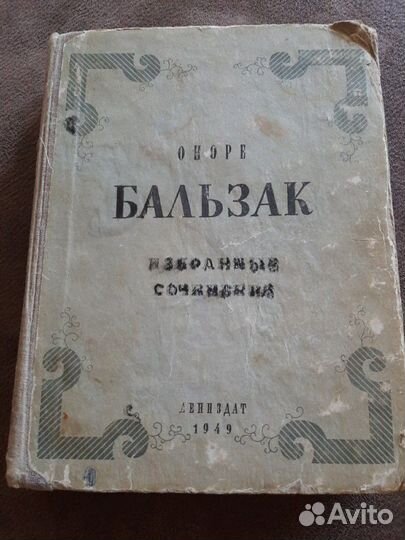 ОНОРЕ
БАЛЬЗАК
ИЗБРАННЫЕ
СОЧИНЕНИЯ
ЛЕНИЗДАТ
1949
Avito